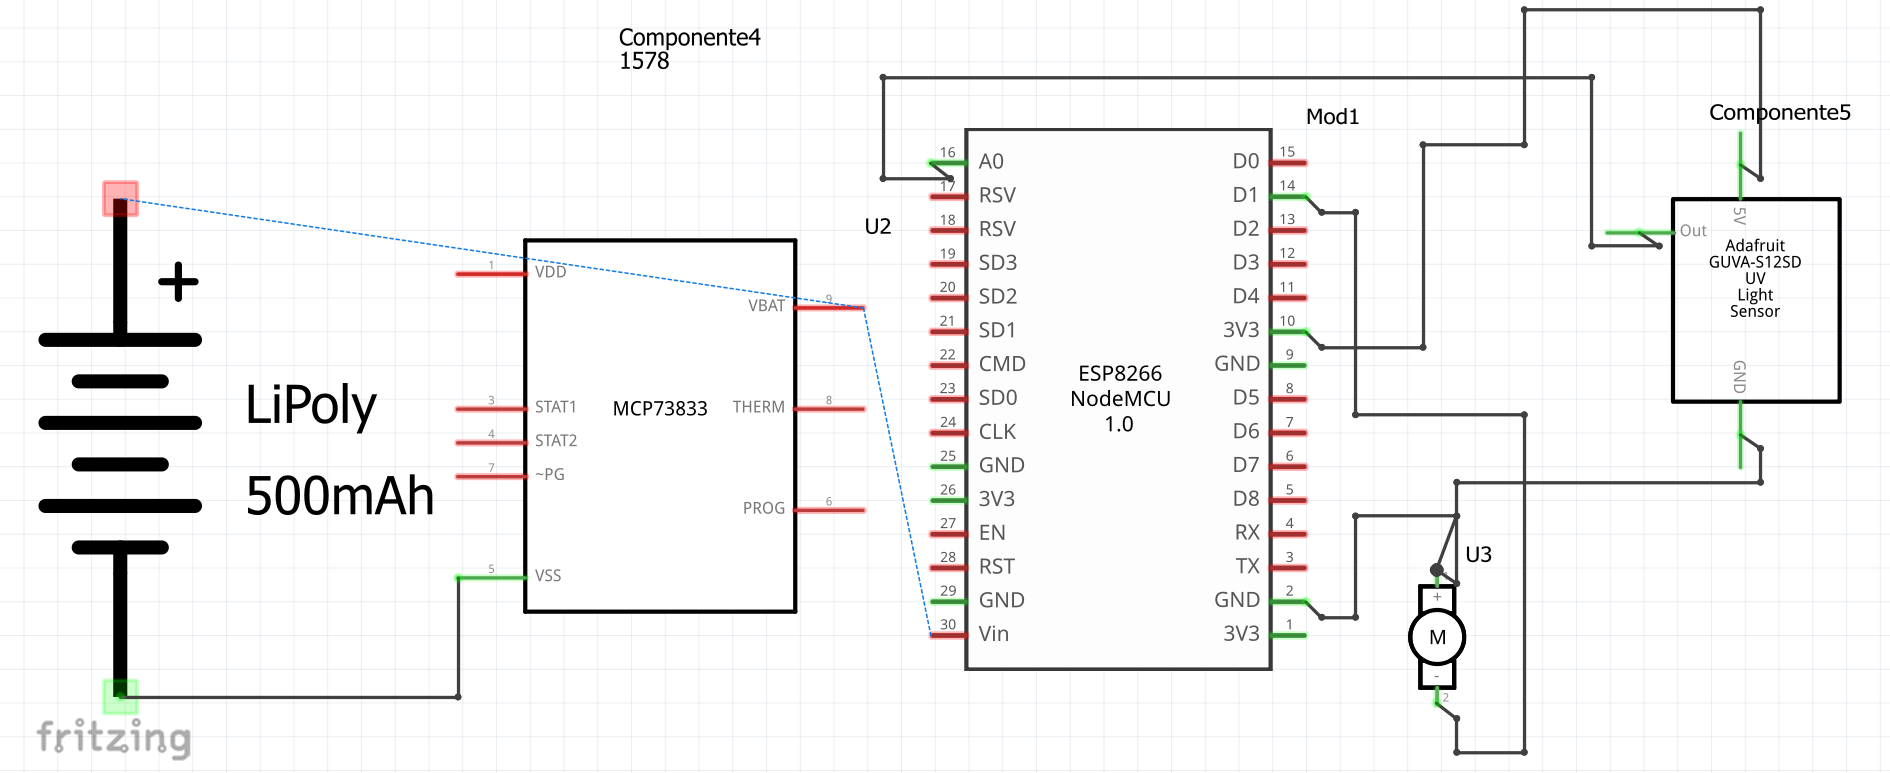 Componente4
1578
LiPoly
500mAh
+
1 VDD
3 STAT1
4 STAT2
7 ~PG
5 VSS
MCP73833
VBAT 9
THERM 8
PROG 6
U2
Mod1
16 A0
17 RSV
18 RSV
19 SD3
20 SD2
21 SD1
22 CMD
23 SD0
24 CLK
25 GND
26 3V3
27 EN
28 RST
29 GND
30 Vin
ESP8266
NodeMCU
1.0
D0 15
D1 14
D2 13
D3 12
D4 11
3V3 10
GND 9
D5 8
D6 7
D7 6
D8 5
RX 4
TX 3
GND 2
3V3 1
Componente5
5V
Out
Adafruit
GUVA-S12SD
UV
Light
Sensor
GND
U3
+
M
-
2
fritzing